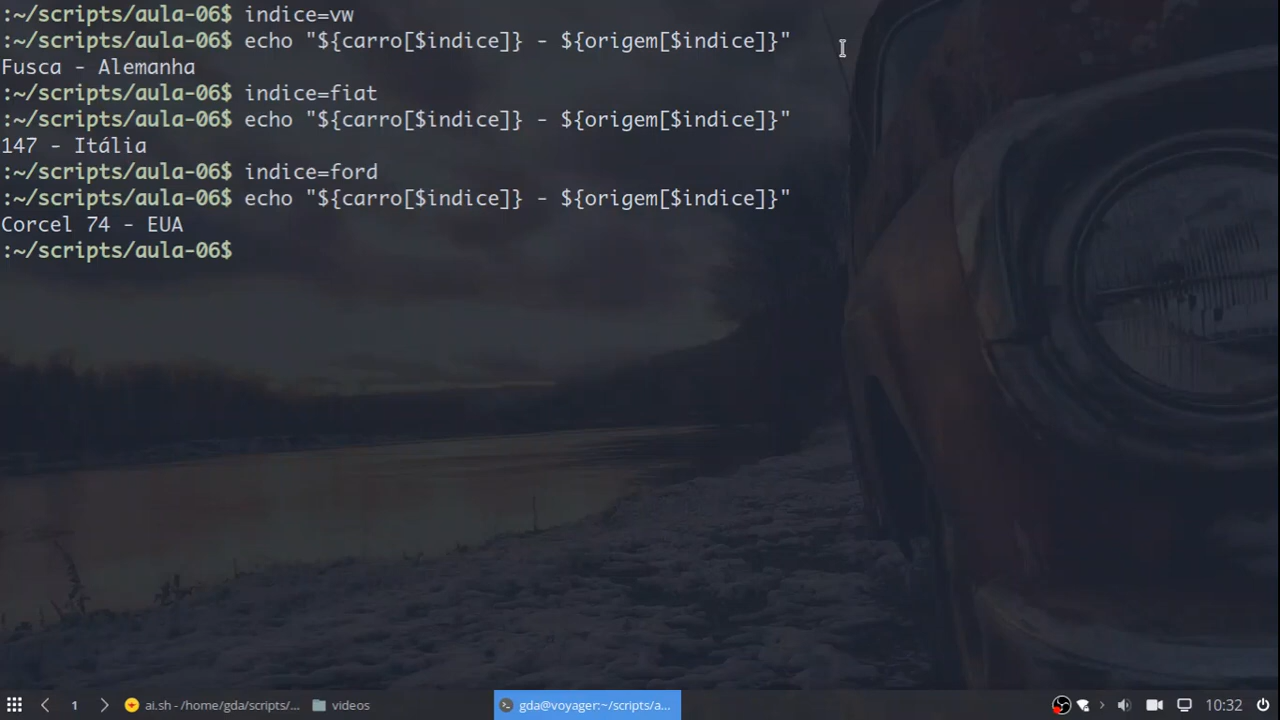 :~/scripts/aula-06$ indice=vw
:~/scripts/aula-06$ echo "${carro[$indice]} - ${origem[$indice]}"
Fusca - Alemanha
:~/scripts/aula-06$ indice=fiat
:~/scripts/aula-06$ echo "${carro[$indice]} - ${origem[$indice]}"
147 - Itália
:~/scripts/aula-06$ indice=ford
:~/scripts/aula-06$ echo "${carro[$indice]} - ${origem[$indice]}"
Corcel 74 - EUA
:~/scripts/aula-06$
1 ai.sh - /home/gda/scripts/... videos gda@voyager:~/scripts/a... 10:32